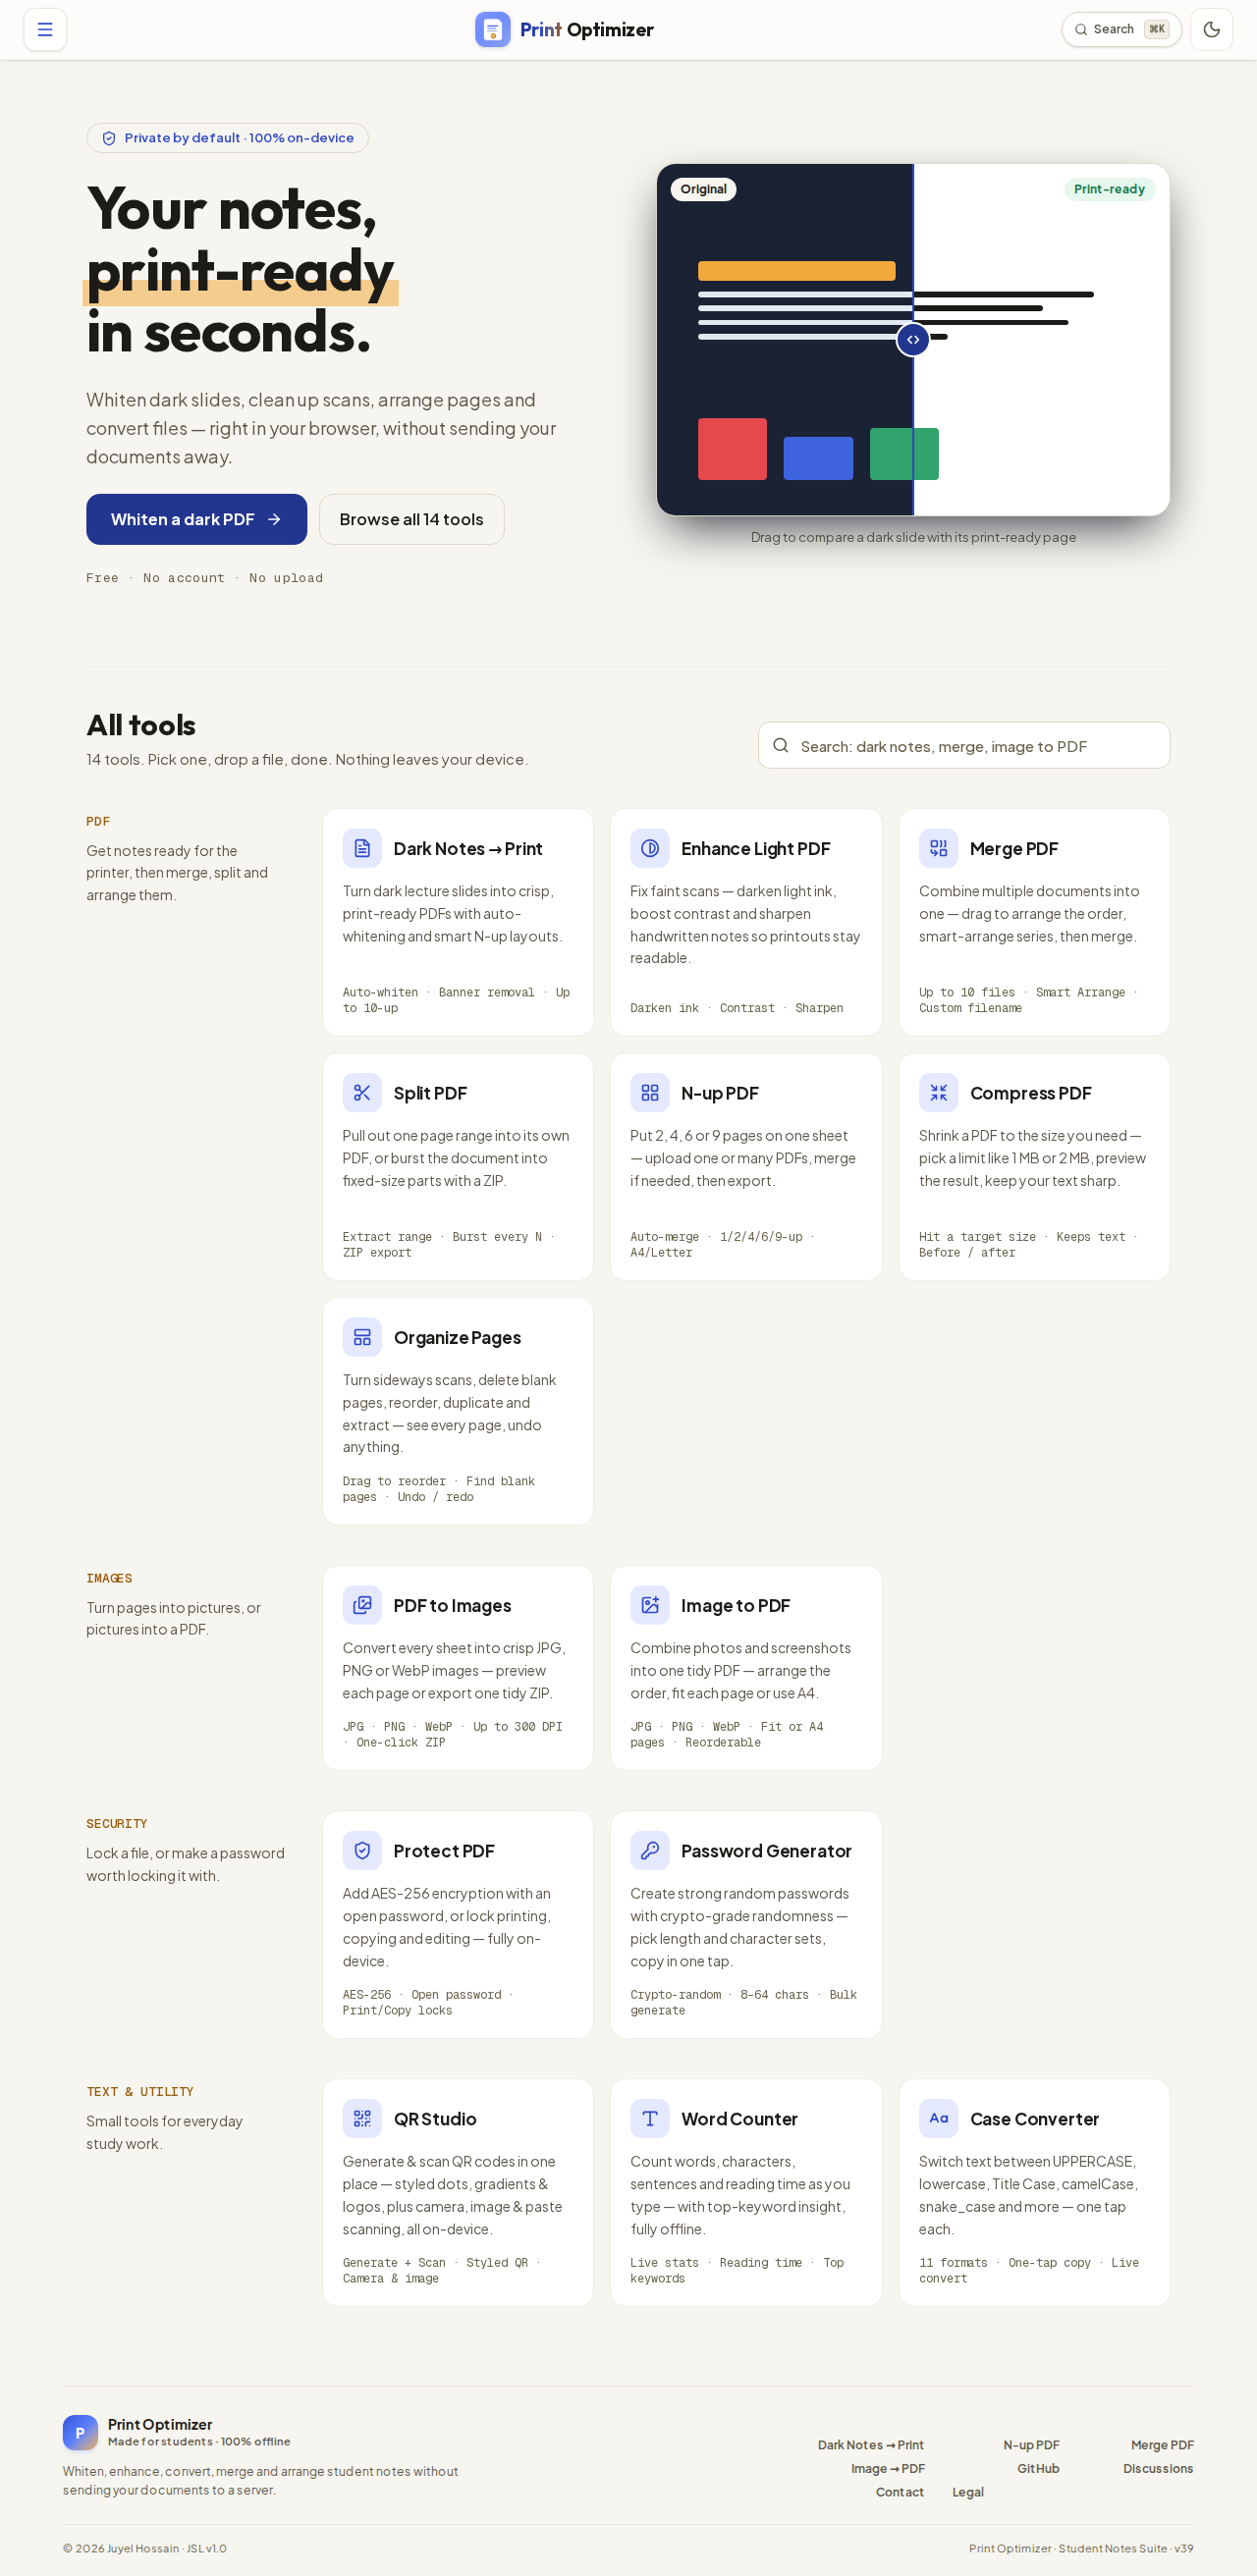 Print Optimizer
Search ⌘K
Private by default · 100% on-device
Your notes,
print-ready
in seconds.
Whiten dark slides, clean up scans, arrange pages and
convert files — right in your browser, without sending your
documents away.
Whiten a dark PDF →
Browse all 14 tools
Free · No account · No upload
Original
Print-ready
Drag to compare a dark slide with its print-ready page
All tools
14 tools. Pick one, drop a file, done. Nothing leaves your device.
Search: dark notes, merge, image to PDF
PDF
Get notes ready for the
printer, then merge, split and
arrange them.
Dark Notes → Print
Turn dark lecture slides into crisp,
print-ready PDFs with auto-
whitening and smart N-up layouts.
Auto-whiten · Banner removal · Up
to 10-up
Enhance Light PDF
Fix faint scans — darken light ink,
boost contrast and sharpen
handwritten notes so printouts stay
readable.
Darken ink · Contrast · Sharpen
Merge PDF
Combine multiple documents into
one — drag to arrange the order,
smart-arrange series, then merge.
Up to 10 files · Smart Arrange ·
Custom filename
Split PDF
Pull out one page range into its own
PDF, or burst the document into
fixed-size parts with a ZIP.
Extract range · Burst every N ·
ZIP export
N-up PDF
Put 2, 4, 6 or 9 pages on one sheet
— upload one or many PDFs, merge
if needed, then export.
Auto-merge · 1/2/4/6/9-up ·
A4/Letter
Compress PDF
Shrink a PDF to the size you need —
pick a limit like 1 MB or 2 MB, preview
the result, keep your text sharp.
Hit a target size · Keeps text ·
Before / after
Organize Pages
Turn sideways scans, delete blank
pages, reorder, duplicate and
extract — see every page, undo
anything.
Drag to reorder · Find blank
pages · Undo / redo
IMAGES
Turn pages into pictures, or
pictures into a PDF.
PDF to Images
Convert every sheet into crisp JPG,
PNG or WebP images — preview
each page or export one tidy ZIP.
JPG · PNG · WebP · Up to 300 DPI
· One-click ZIP
Image to PDF
Combine photos and screenshots
into one tidy PDF — arrange the
order, fit each page or use A4.
JPG · PNG · WebP · Fit or A4
pages · Reorderable
SECURITY
Lock a file, or make a password
worth locking it with.
Protect PDF
Add AES-256 encryption with an
open password, or lock printing,
copying and editing — fully on-
device.
AES-256 · Open password ·
Print/Copy locks
Password Generator
Create strong random passwords
with crypto-grade randomness —
pick length and character sets,
copy in one tap.
Crypto-random · 8–64 chars · Bulk
generate
TEXT & UTILITY
Small tools for everyday
study work.
QR Studio
Generate & scan QR codes in one
place — styled dots, gradients &
logos, plus camera, image & paste
scanning, all on-device.
Generate + Scan · Styled QR ·
Camera & image
Word Counter
Count words, characters,
sentences and reading time as you
type — with top-keyword insight,
fully offline.
Live stats · Reading time · Top
keywords
Aa
Case Converter
Switch text between UPPERCASE,
lowercase, Title Case, camelCase,
snake_case and more — one tap
each.
11 formats · One-tap copy · Live
convert
P
Print Optimizer
Made for students · 100% offline
Whiten, enhance, convert, merge and arrange student notes without
sending your documents to a server.
Dark Notes → Print N-up PDF Merge PDF
Image → PDF GitHub Discussions
Contact Legal
© 2026 Juyel Hossain · JSL v1.0
Print Optimizer · Student Notes Suite · v39